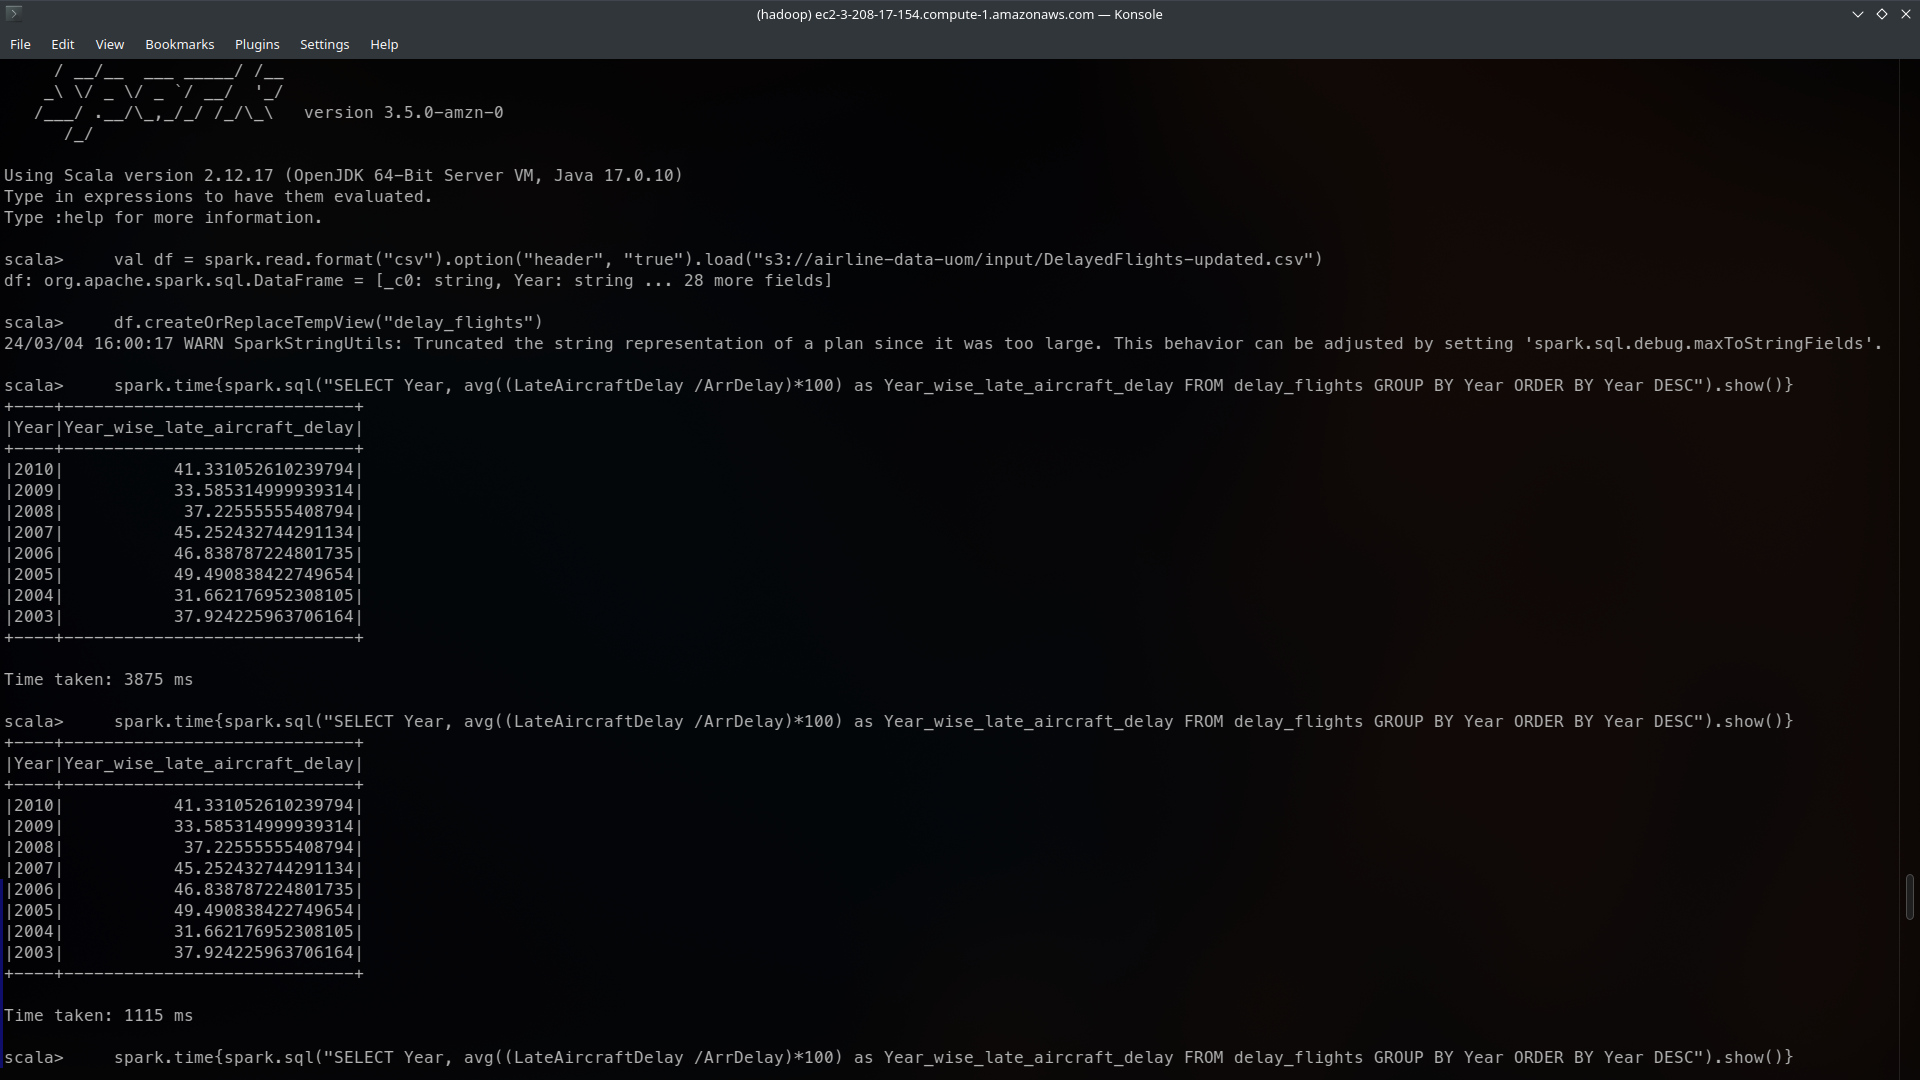 (hadoop) ec2-3-208-17-154.compute-1.amazonaws.com — Konsole
File Edit View Bookmarks Plugins Settings Help
      / __/__  ___ _____/ /__
    _\ \/ _ \/ _ `/ __/  '_/
   /___/ .__/\_,_/_/ /_/\_\   version 3.5.0-amzn-0
      /_/
Using Scala version 2.12.17 (OpenJDK 64-Bit Server VM, Java 17.0.10)
Type in expressions to have them evaluated.
Type :help for more information.
scala>     val df = spark.read.format("csv").option("header", "true").load("s3://airline-data-uom/input/DelayedFlights-updated.csv")
df: org.apache.spark.sql.DataFrame = [_c0: string, Year: string ... 28 more fields]
scala>     df.createOrReplaceTempView("delay_flights")
24/03/04 16:00:17 WARN SparkStringUtils: Truncated the string representation of a plan since it was too large. This behavior can be adjusted by setting 'spark.sql.debug.maxToStringFields'.
scala>     spark.time{spark.sql("SELECT Year, avg((LateAircraftDelay /ArrDelay)*100) as Year_wise_late_aircraft_delay FROM delay_flights GROUP BY Year ORDER BY Year DESC").show()}
+----+-----------------------------+
|Year|Year_wise_late_aircraft_delay|
+----+-----------------------------+
|2010|           41.331052610239794|
|2009|           33.585314999939314|
|2008|            37.22555555408794|
|2007|           45.252432744291134|
|2006|           46.838787224801735|
|2005|           49.490838422749654|
|2004|           31.662176952308105|
|2003|           37.924225963706164|
+----+-----------------------------+
Time taken: 3875 ms
scala>     spark.time{spark.sql("SELECT Year, avg((LateAircraftDelay /ArrDelay)*100) as Year_wise_late_aircraft_delay FROM delay_flights GROUP BY Year ORDER BY Year DESC").show()}
+----+-----------------------------+
|Year|Year_wise_late_aircraft_delay|
+----+-----------------------------+
|2010|           41.331052610239794|
|2009|           33.585314999939314|
|2008|            37.22555555408794|
|2007|           45.252432744291134|
|2006|           46.838787224801735|
|2005|           49.490838422749654|
|2004|           31.662176952308105|
|2003|           37.924225963706164|
+----+-----------------------------+
Time taken: 1115 ms
scala>     spark.time{spark.sql("SELECT Year, avg((LateAircraftDelay /ArrDelay)*100) as Year_wise_late_aircraft_delay FROM delay_flights GROUP BY Year ORDER BY Year DESC").show()}